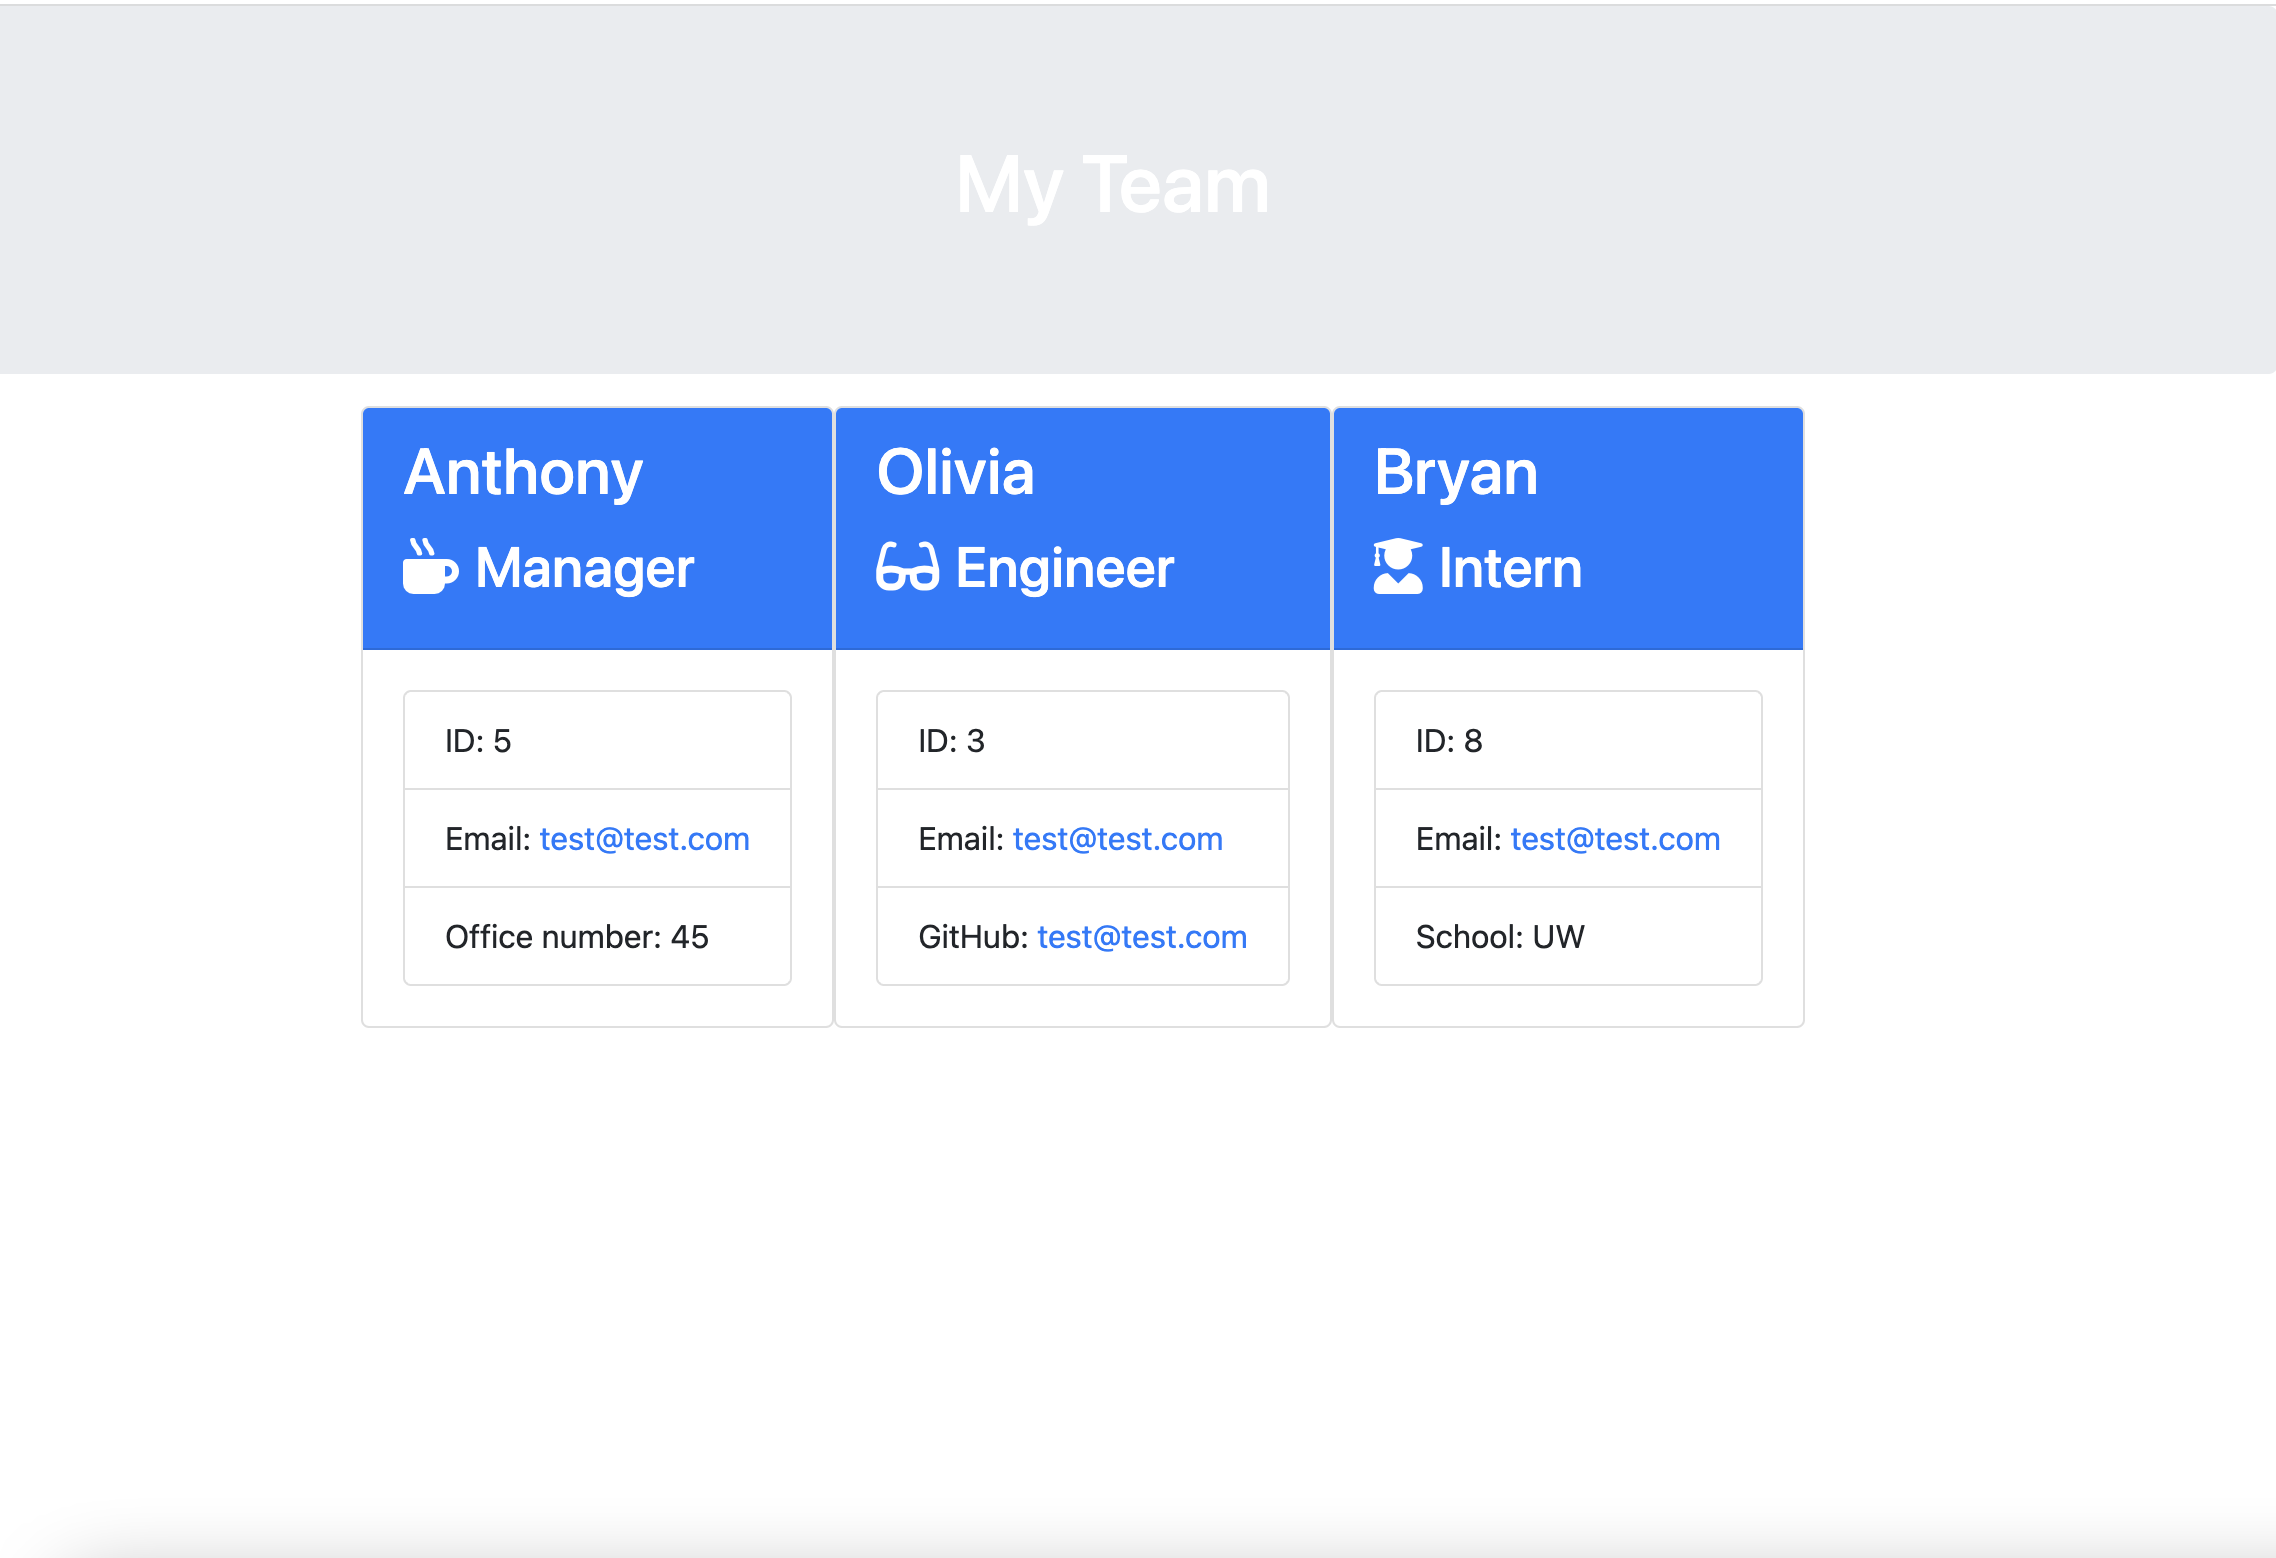 My Team
Anthony
Manager
ID: 5
Email: test@test.com
Office number: 45
Olivia
Engineer
ID: 3
Email: test@test.com
GitHub: test@test.com
Bryan
Intern
ID: 8
Email: test@test.com
School: UW